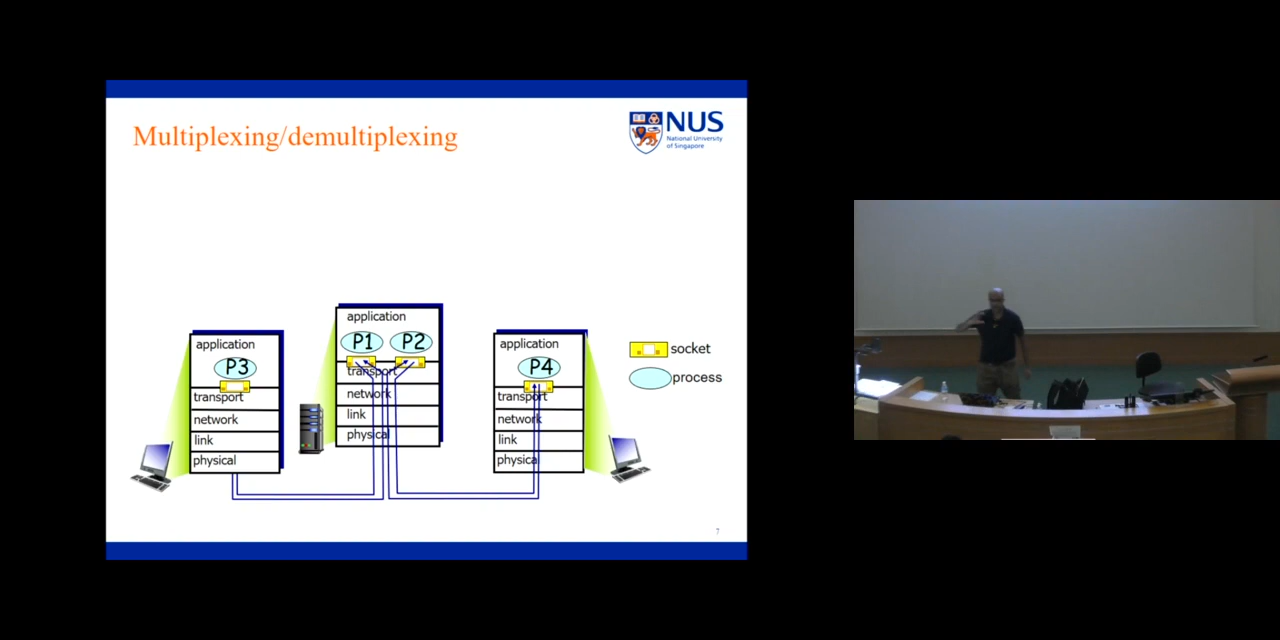 Multiplexing/demultiplexing
NUS
National University
of Singapore
application
P3
transport
network
link
physical
application
P1 P2
transport
network
link
physical
application
P4
transport
network
link
physical
socket
process
7